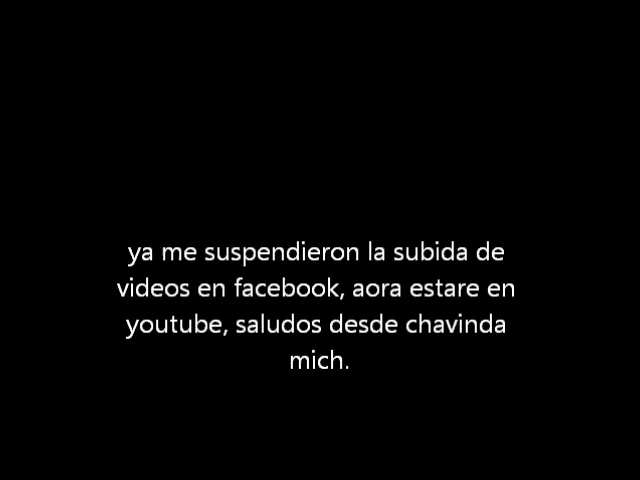 ya me suspendieron la subida de
videos en facebook, aora estare en
youtube, saludos desde chavinda
mich.